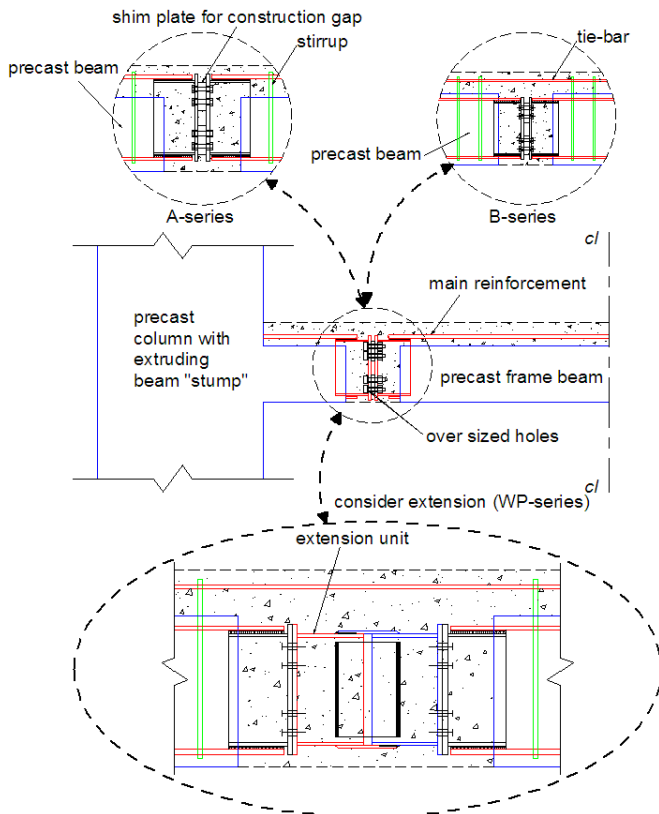 shim plate for construction gap
stirrup
tie-bar
precast beam
precast beam
A-series
B-series
cl
main reinforcement
precast
column with
extruding
beam "stump"
precast frame beam
over sized holes
cl
consider extension (WP-series)
extension unit